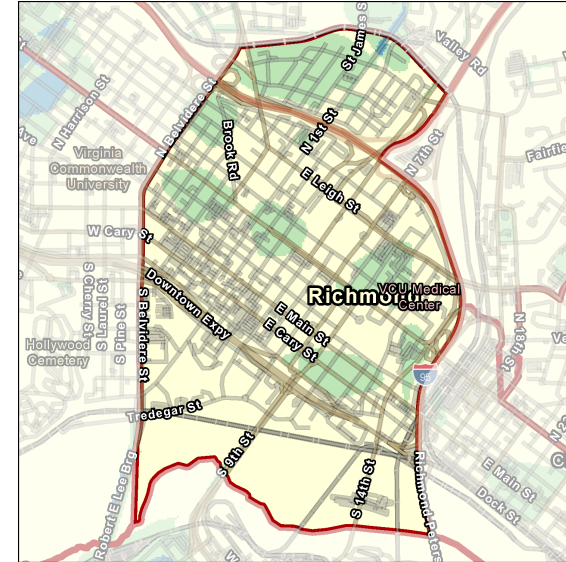 St James S
Valley Rd
St
N Harrison St
N Belvidere St
N 1st St
N 7th St
Ave
Brook Rd
Fairfie
Virginia
Commonwealth
University
E Leigh St
W Cary St
Richmond
VCU Medical
Center
S Cherry St
S Laurel St
S Pine St
S Belvidere St
Downtown Expy
E Main St
E Cary St
N 18th St
Va
Hollywood
Cemetery
95
Tredegar St
N 2
S 9th St
S 14th St
Richmond-Peters
E Main St
Dock St
Robert E Lee Brg
W